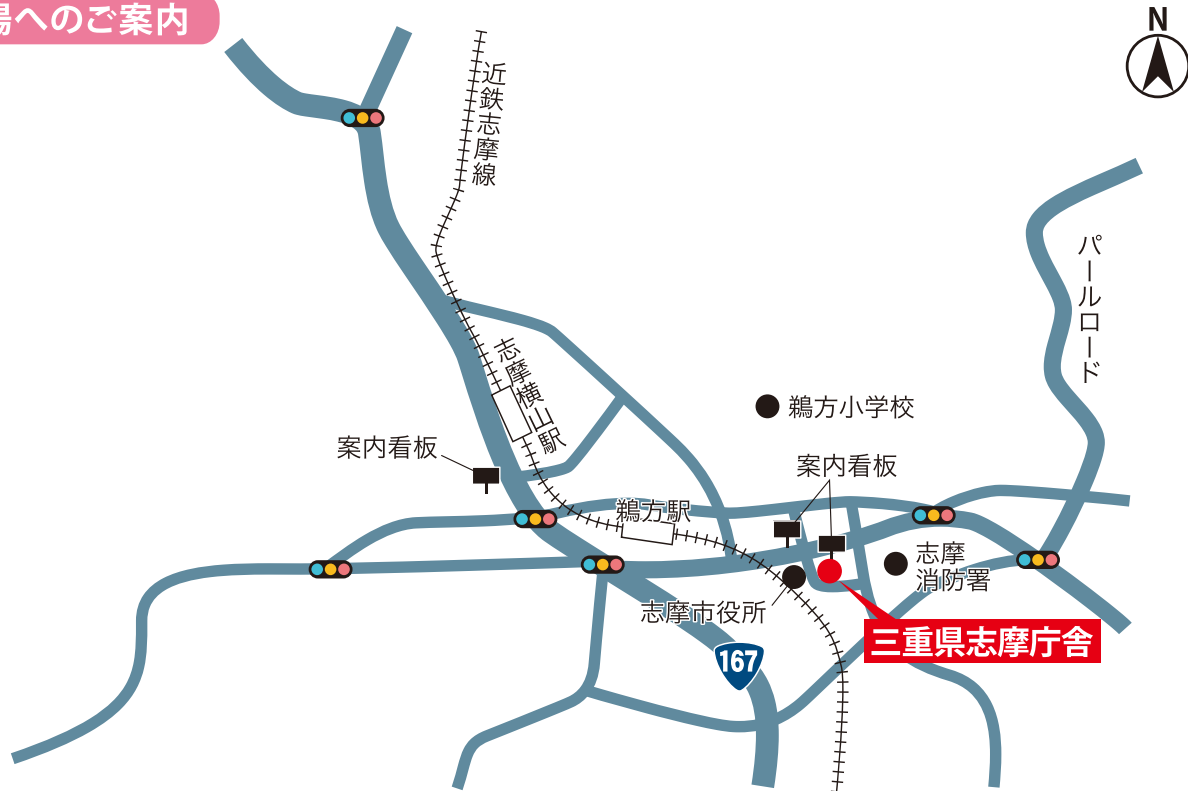 場へのご案内
N
近鉄志摩線
パールロード
志摩横山駅
鵜方小学校
案内看板
案内看板
鵜方駅
志摩
消防署
志摩市役所
三重県志摩庁舎
167